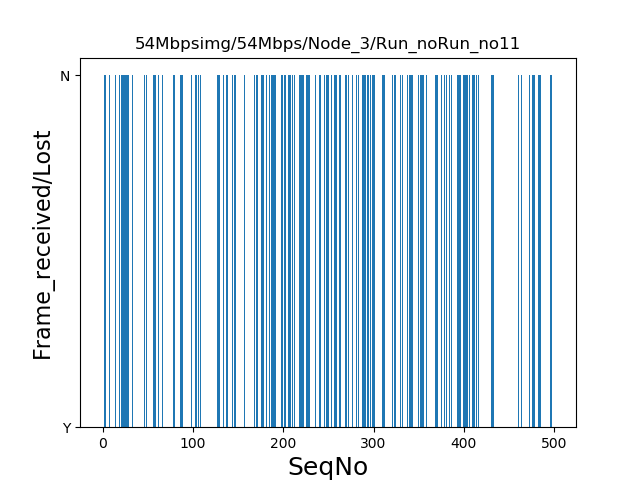 54Mbpsimg/54Mbps/Node_3/Run_noRun_no11
N
Frame_received/Lost
Y
0 100 200 300 400 500
SeqNo